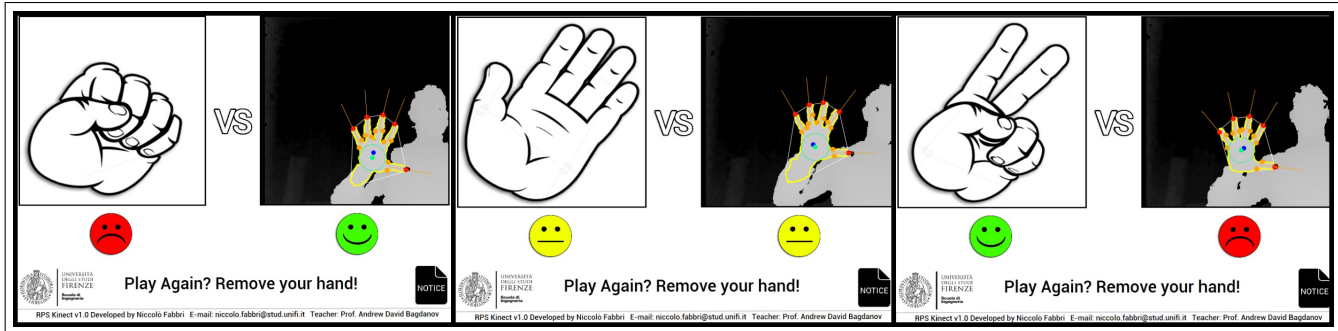 VS
UNIVERSITÀ
DEGLI STUDI
FIRENZE
Scuola di
Ingegneria
Play Again? Remove your hand!
NOTICE
RPS Kinect v1.0 Developed by Niccolò Fabbri E-mail: niccolo.fabbri@stud.unifi.it Teacher: Prof. Andrew David Bagdanov
VS
UNIVERSITÀ
DEGLI STUDI
FIRENZE
Scuola di
Ingegneria
Play Again? Remove your hand!
NOTICE
RPS Kinect v1.0 Developed by Niccolò Fabbri E-mail: niccolo.fabbri@stud.unifi.it Teacher: Prof. Andrew David Bagdanov
VS
UNIVERSITÀ
DEGLI STUDI
FIRENZE
Scuola di
Ingegneria
Play Again? Remove your hand!
NOTICE
RPS Kinect v1.0 Developed by Niccolò Fabbri E-mail: niccolo.fabbri@stud.unifi.it Teacher: Prof. Andrew David Bagdanov